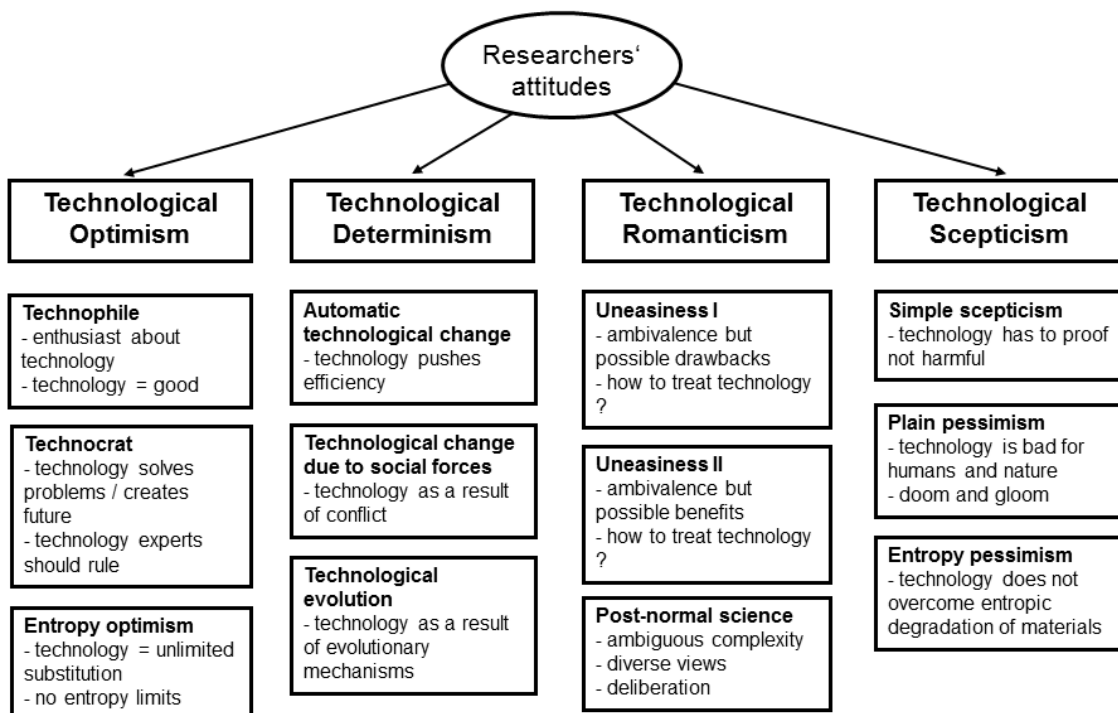 Researchers‘
attitudes
Technological
Optimism
Technological
Determinism
Technological
Romanticism
Technological
Scepticism
Technophile
- enthusiast about
technology
- technology = good
Technocrat
- technology solves
problems / creates
future
- technology experts
should rule
Entropy optimism
- technology = unlimited
substitution
- no entropy limits
Automatic
technological change
- technology pushes
efficiency
Technological change
due to social forces
- technology as a result
of conflict
Technological
evolution
- technology as a result
of evolutionary
mechanisms
Uneasiness I
- ambivalence but
possible drawbacks
- how to treat technology
?
Uneasiness II
- ambivalence but
possible benefits
- how to treat technology
?
Post-normal science
- ambiguous complexity
- diverse views
- deliberation
Simple scepticism
- technology has to proof
not harmful
Plain pessimism
- technology is bad for
humans and nature
- doom and gloom
Entropy pessimism
- technology does not
overcome entropic
degradation of materials